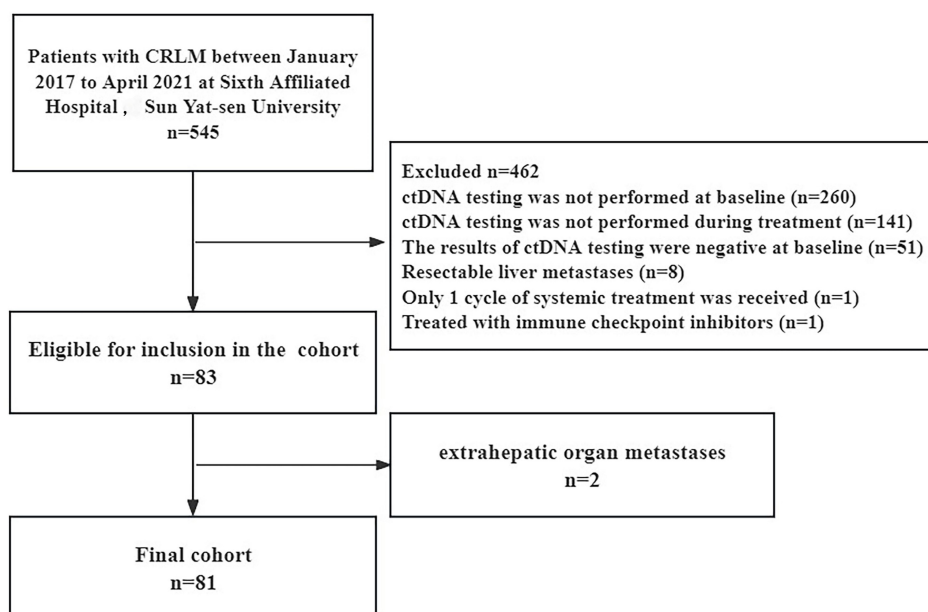 Patients with CRLM between January
2017 to April 2021 at Sixth Affiliated
Hospital， Sun Yat-sen University
n=545
Excluded n=462
ctDNA testing was not performed at baseline (n=260)
ctDNA testing was not performed during treatment (n=141)
The results of ctDNA testing were negative at baseline (n=51)
Resectable liver metastases (n=8)
Only 1 cycle of systemic treatment was received (n=1)
Treated with immune checkpoint inhibitors (n=1)
Eligible for inclusion in the cohort
n=83
extrahepatic organ metastases
n=2
Final cohort
n=81